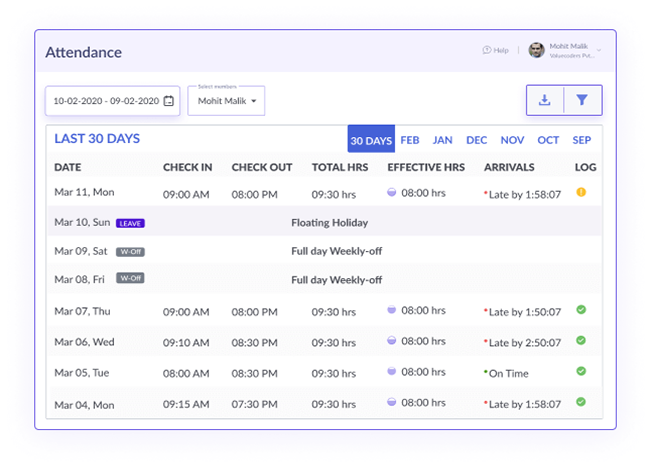 Attendance
Help
Mohit Malik
Valuecoders Pvt...
Select members
10-02-2020 - 09-02-2020
Mohit Malik
LAST 30 DAYS 30 DAYS FEB JAN DEC NOV OCT SEP
DATE CHECK IN CHECK OUT TOTAL HRS EFFECTIVE HRS ARRIVALS LOG
Mar 11, Mon 09:00 AM 08:00 PM 09:30 hrs 08:00 hrs *Late by 1:58:07
Mar 10, Sun LEAVE Floating Holiday
Mar 09, Sat W-Off Full day Weekly-off
Mar 08, Fri W-Off Full day Weekly-off
Mar 07, Thu 09:00 AM 08:00 PM 09:30 hrs 08:00 hrs *Late by 1:50:07
Mar 06, Wed 09:10 AM 08:30 PM 09:30 hrs 08:00 hrs *Late by 2:50:07
Mar 05, Tue 08:00 AM 08:30 PM 09:30 hrs 08:00 hrs *On Time
Mar 04, Mon 09:15 AM 07:30 PM 09:30 hrs 08:00 hrs *Late by 1:58:07